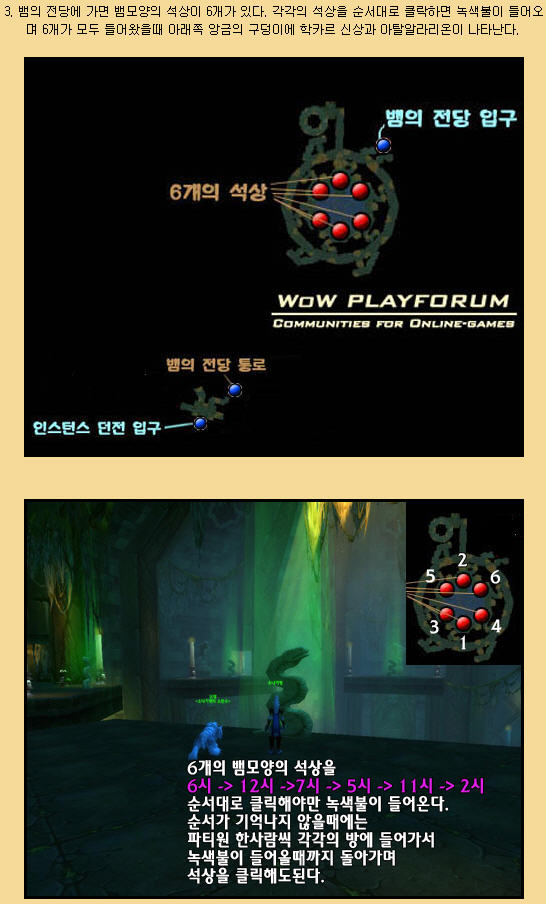 3. 뱀의 전당에 가면 뱀모양의 석상이 6개가 있다. 각각의 석상을 순서대로 클락하면 녹색불이 들어오
며 6개가 모두 들어왔을때 아래쪽 앙금의 구덩이에 학카르 신상과 아탈알라리온이 나타난다.
뱀의 전당 입구
6개의 석상
WoW PLAYFORUM
COMMUNITIES FOR ONLINE-GAMES
뱀의 전당 통로
인스턴스 던전 입구
2
5
6
3
4
1
6개의 뱀모양의 석상을
6시 -> 12시 ->7시 -> 5시 -> 11시 -> 2시
순서대로 클릭해야만 녹색불이 들어온다.
순서가 기억나지 않을때에는
파티원 한사람씩 각각의 방에 들어가서
녹색불이 들어올때까지 돌아가며
석상을 클릭해도된다.